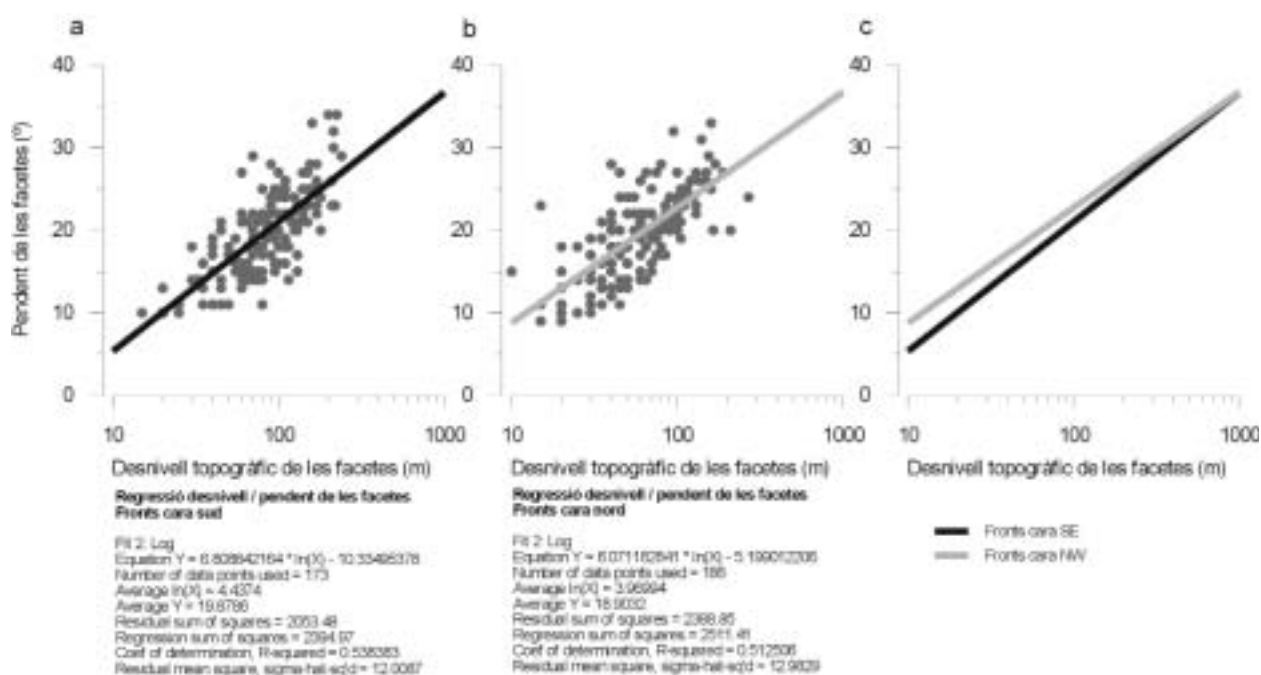 a
b
c
Pendent de les facetes (º)
40
30
20
10
0
10
100
1000
Desnivell topogràfic de les facetes (m)
40
30
20
10
0
10
100
1000
Desnivell topogràfic de les facetes (m)
40
30
20
10
0
10
100
1000
Desnivell topogràfic de les facetes (m)
Regressió desnivell / pendent de les facetes
Fronts cara sud
Fit 2: Log
Equation Y = 6.808642164 * ln(X) - 10.33495378
Number of data points used = 173
Average ln(X) = 4.4374
Average Y = 19.8786
Residual sum of squares = 2053.48
Regression sum of squares = 2394.97
Coef of determination, R-squared = 0.538383
Residual mean square, sigma-hat-sq'd = 12.0087
Regressió desnivell / pendent de les facetes
Fronts cara nord
Fit 2: Log
Equation Y = 6.071182841 * ln(X) - 5.199012206
Number of data points used = 186
Average ln(X) = 3.96994
Average Y = 18.9032
Residual sum of squares = 2388.85
Regression sum of squares = 2511.41
Coef of determination, R-squared = 0.512506
Residual mean square, sigma-hat-sq'd = 12.9829
Fronts cara SE
Fronts cara NW